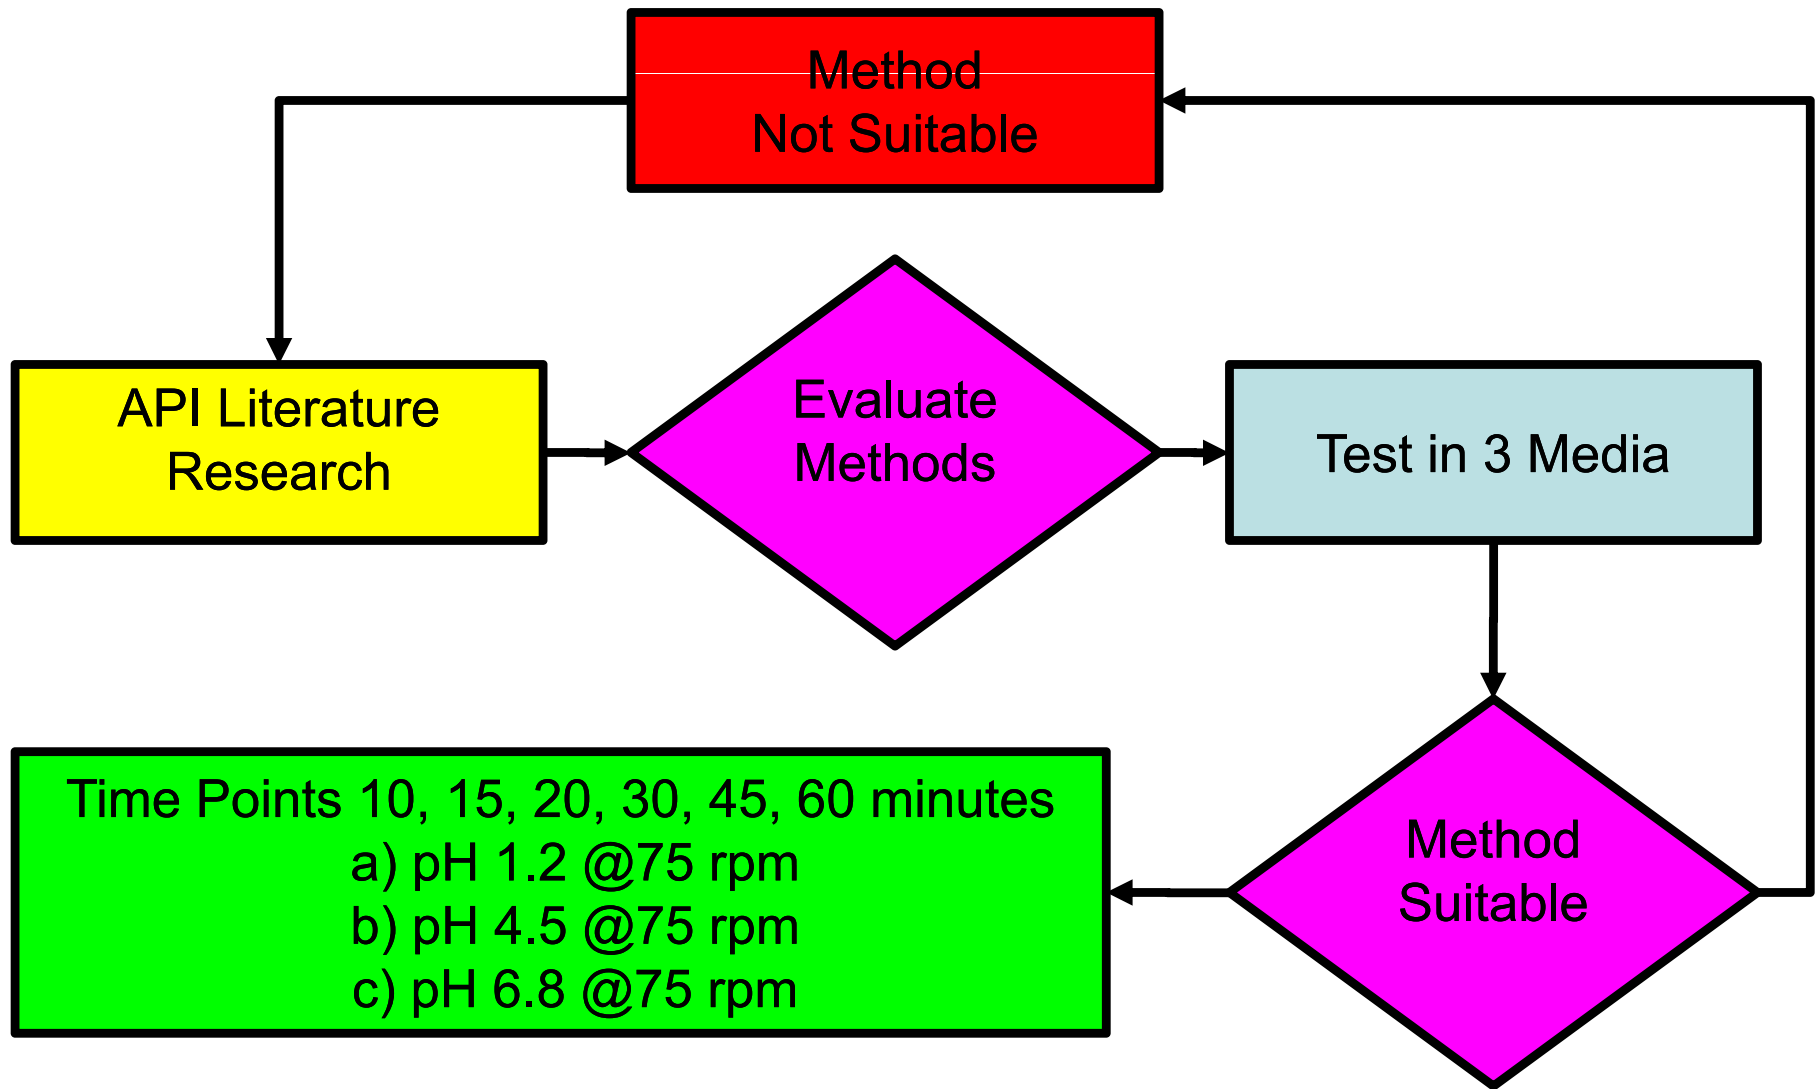 Method
Not Suitable
API Literature
Research
Evaluate
Methods
Test in 3 Media
Method
Suitable
Time Points 10, 15, 20, 30, 45, 60 minutes
a) pH 1.2 @75 rpm
b) pH 4.5 @75 rpm
c) pH 6.8 @75 rpm